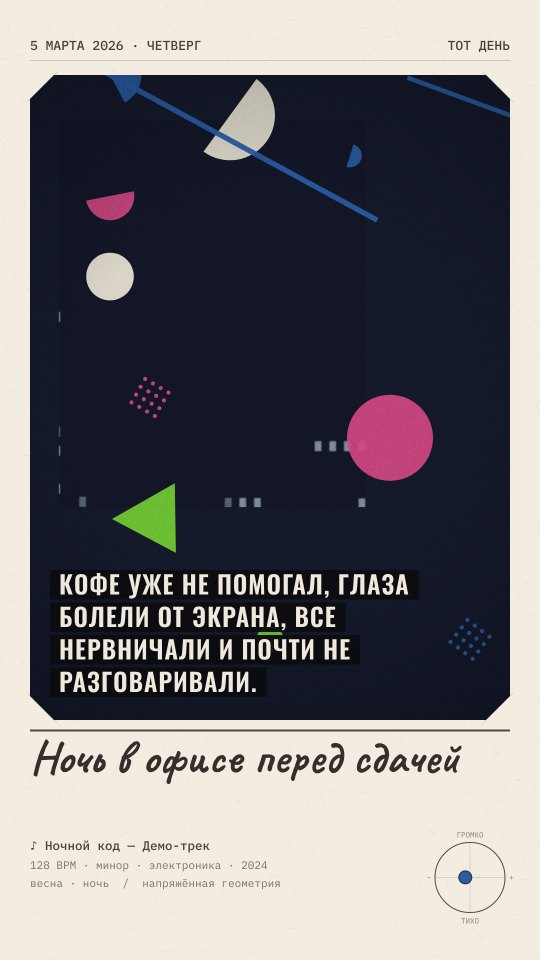 5 МАРТА 2026 · ЧЕТВЕРГ
ТОТ ДЕНЬ
КОФЕ УЖЕ НЕ ПОМОГАЛ, ГЛАЗА
БОЛЕЛИ ОТ ЭКРАНА, ВСЕ
НЕРВНИЧАЛИ И ПОЧТИ НЕ
РАЗГОВАРИВАЛИ.
Ночь в офисе перед сдачей
♪ Ночной код — Демо-трек
128 BPM · минор · электроника · 2024
весна · ночь / напряжённая геометрия
ГРОМКО
- +
ТИХО